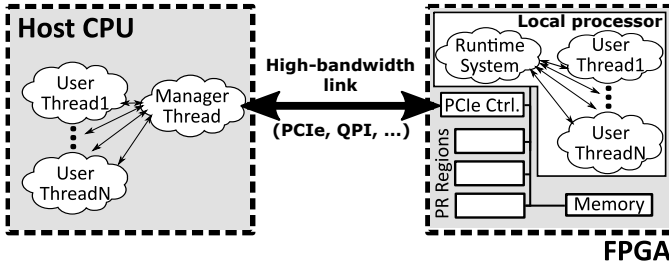 Host CPU
User
Thread1
Manager
Thread
User
ThreadN
High-bandwidth
link
(PCIe, QPI, ...)
Local processor
Runtime
System
User
Thread1
User
ThreadN
PCIe Ctrl.
PR Regions
Memory
FPGA